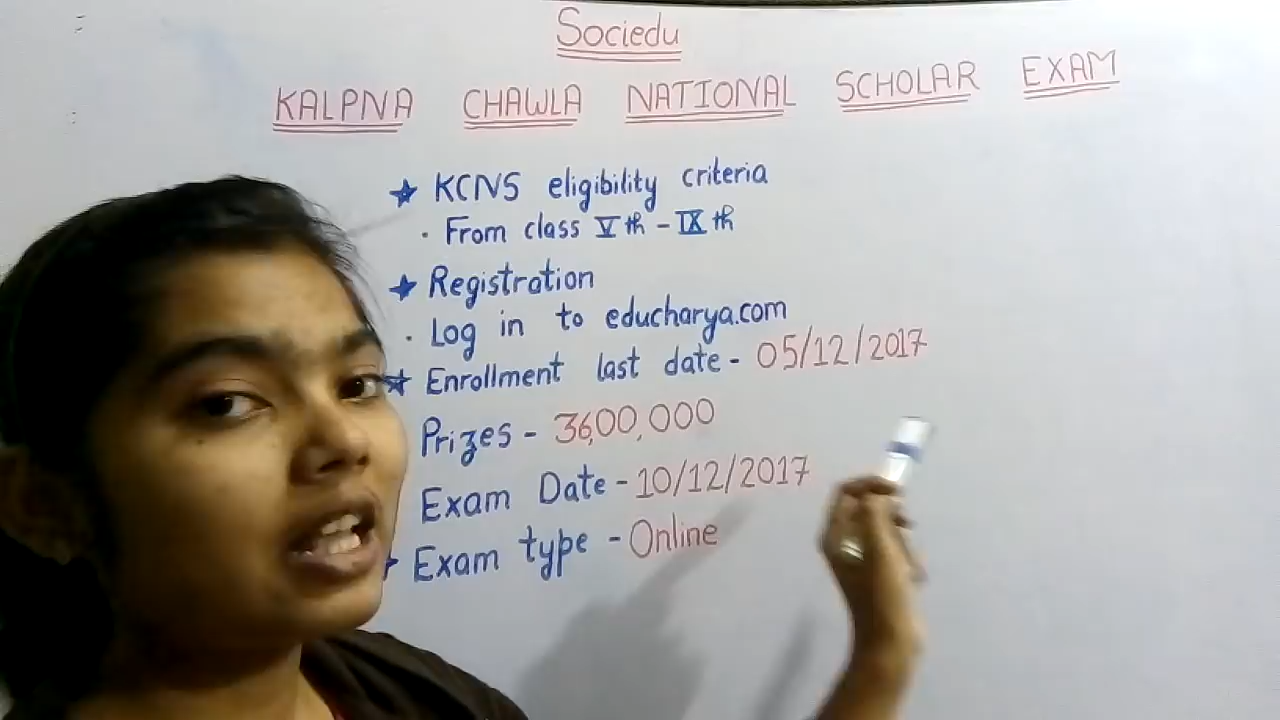 Sociedu
KALPNA CHAWLA NATIONAL SCHOLAR EXAM
★ KCNS eligibility criteria
· From class Vth - IXth
★ Registration
· Log in to educharya.com
★ Enrollment last date - 05/12/2017
Prizes - 36,00,000
Exam Date - 10/12/2017
Exam type - Online